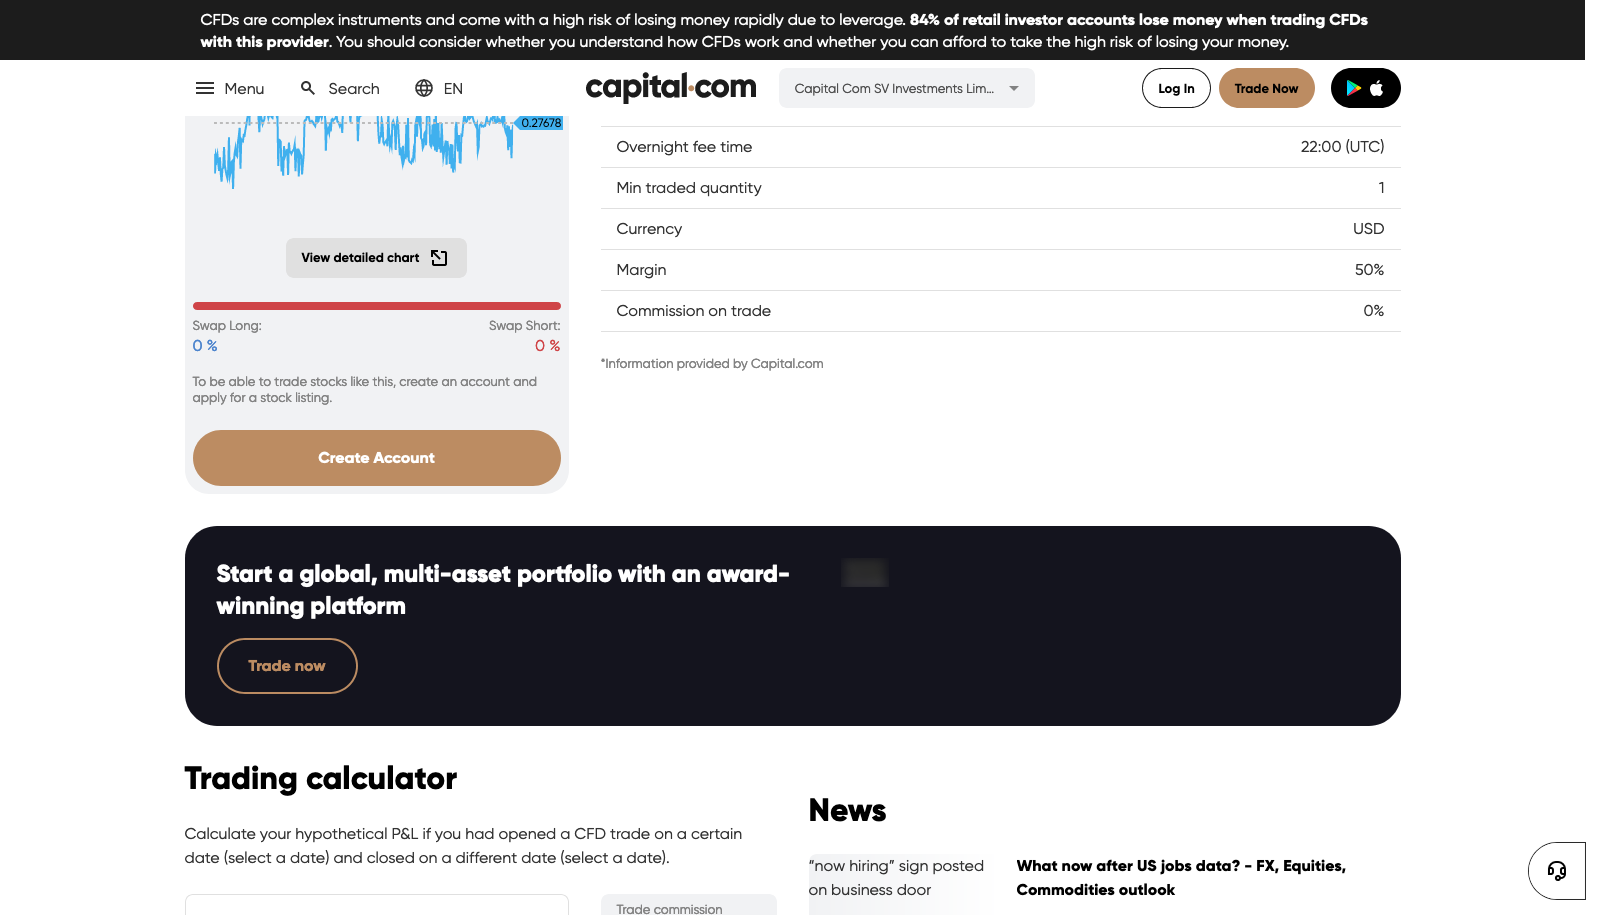 CFDs are complex instruments and come with a high risk of losing money rapidly due to leverage. 84% of retail investor accounts lose money when trading CFDs
with this provider. You should consider whether you understand how CFDs work and whether you can afford to take the high risk of losing your money.
Menu
Search
EN
capital.com
Capital Com SV Investments Lim...
Log In
Trade Now
0.27678
View detailed chart
Swap Long:
Swap Short:
0 %
0 %
To be able to trade stocks like this, create an account and
apply for a stock listing.
Create Account
Overnight fee time
22:00 (UTC)
Min traded quantity
1
Currency
USD
Margin
50%
Commission on trade
0%
*Information provided by Capital.com
Start a global, multi-asset portfolio with an award-
winning platform
Trade now
Trading calculator
Calculate your hypothetical P&L if you had opened a CFD trade on a certain
date (select a date) and closed on a different date (select a date).
Trade commission
News
“now hiring” sign posted
on business door
What now after US jobs data? - FX, Equities,
Commodities outlook